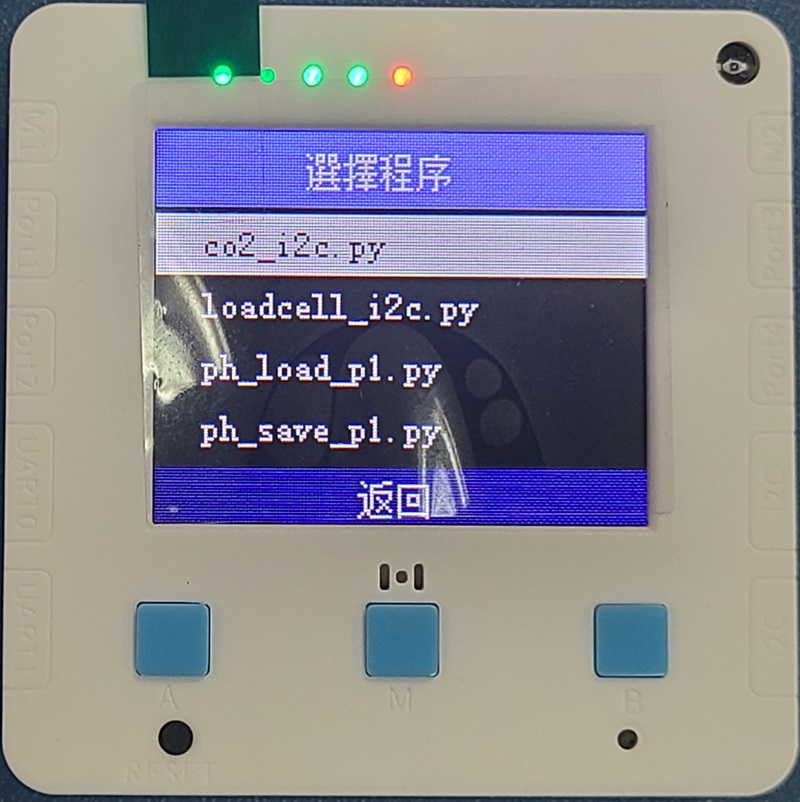 選擇程序
co2_i2c.py
loadcell_i2c.py
ph_load_p1.py
ph_save_p1.py
返回
M1
Port1
Port2
UART0
UART1
M2
Port3
Port4
I2C
I2C
A
M
B
RESET